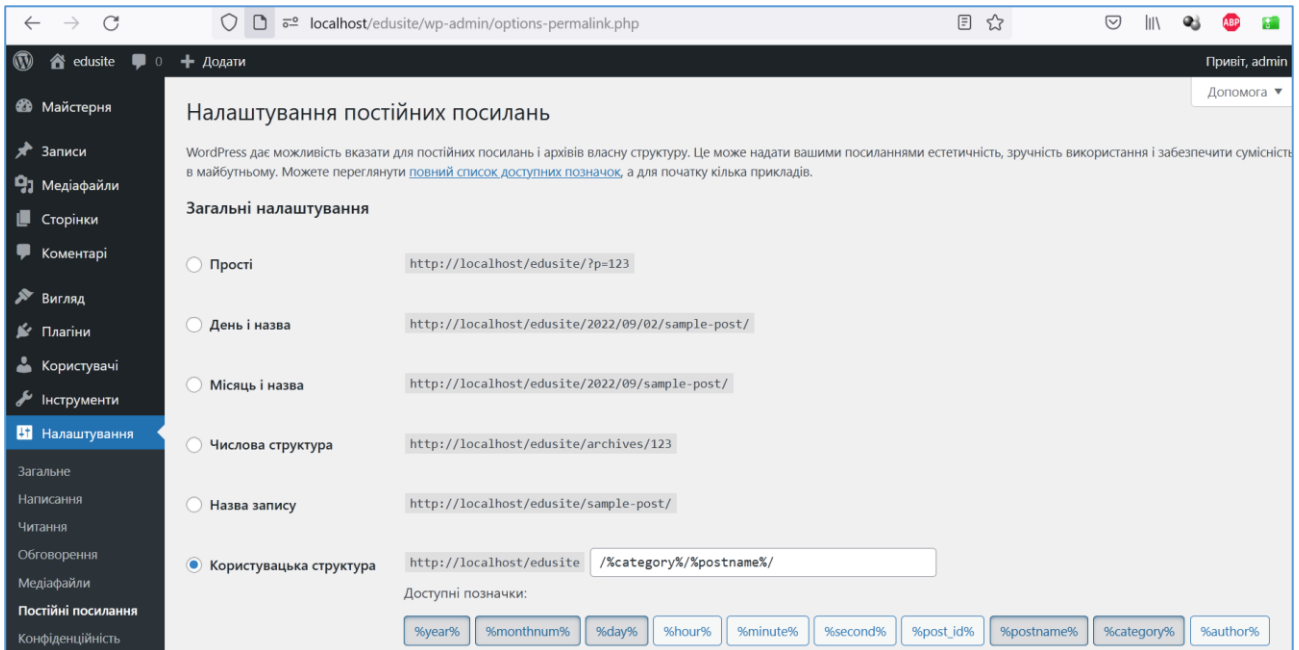 localhost/edusite/wp-admin/options-permalink.php
ABP
edusite 0 Додати Привіт, admin
Допомога
Майстерня
Записи
Медіафайли
Сторінки
Коментарі
Вигляд
Плагіни
Користувачі
Інструменти
Налаштування
Загальне
Написання
Читання
Обговорення
Медіафайли
Постійні посилання
Конфіденційність
Налаштування постійних посилань
WordPress дає можливість вказати для постійних посилань і архівів власну структуру. Це може надати вашими посиланнями естетичність, зручність використання і забезпечити сумісність
в майбутньому. Можете переглянути повний список доступних позначок, а для початку кілька прикладів.
Загальні налаштування
Прості http://localhost/edusite/?p=123
День і назва http://localhost/edusite/2022/09/02/sample-post/
Місяць і назва http://localhost/edusite/2022/09/sample-post/
Числова структура http://localhost/edusite/archives/123
Назва запису http://localhost/edusite/sample-post/
Користувацька структура http://localhost/edusite /%category%/%postname%/
Доступні позначки:
%year% %monthnum% %day% %hour% %minute% %second% %post_id% %postname% %category% %author%